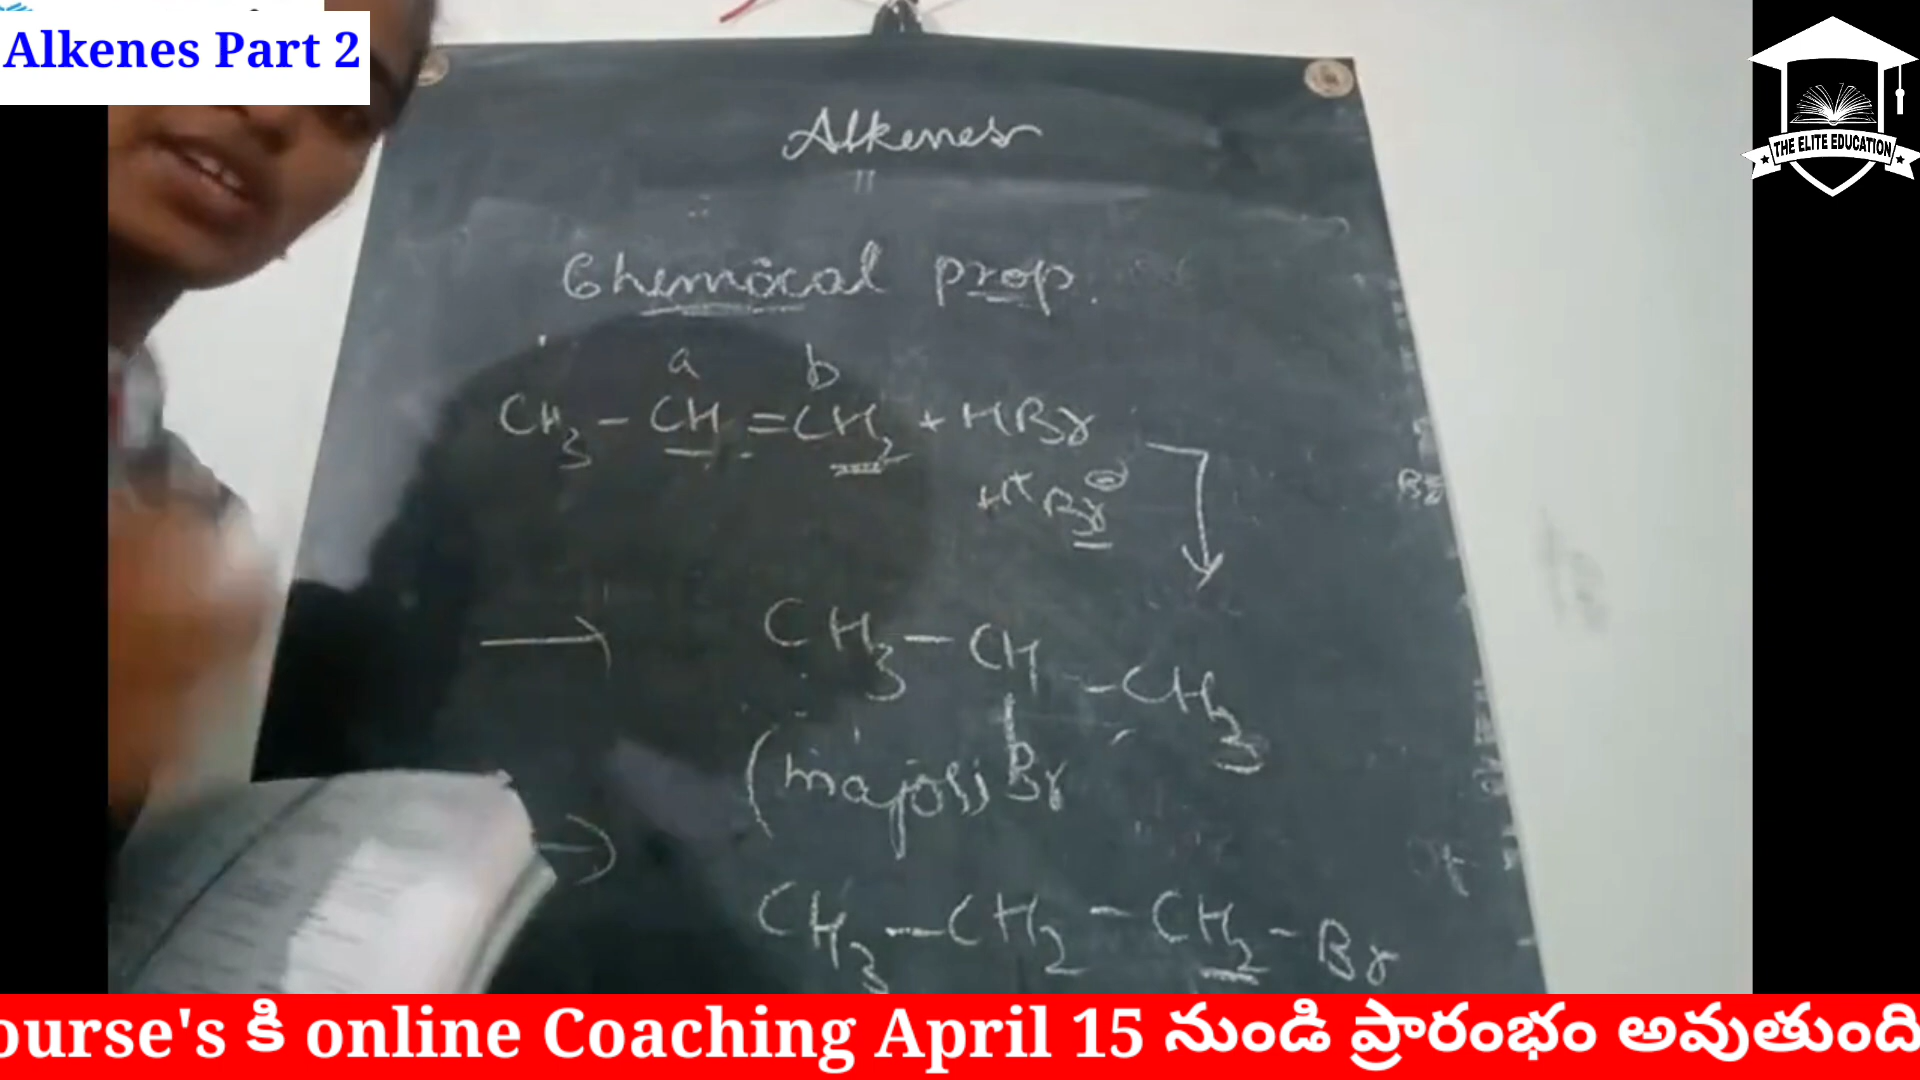 Alkenes Part 2
THE ELITE EDUCATION
Alkenes
Chemical prop.
a b
CH3 - CH = CH2 + HBr
H+ Br⊖
CH3 - CH - CH3
(major) Br
CH3 - CH2 - CH2 - Br
ourse's కి online Coaching April 15 నుండి ప్రారంభం అవుతుంది